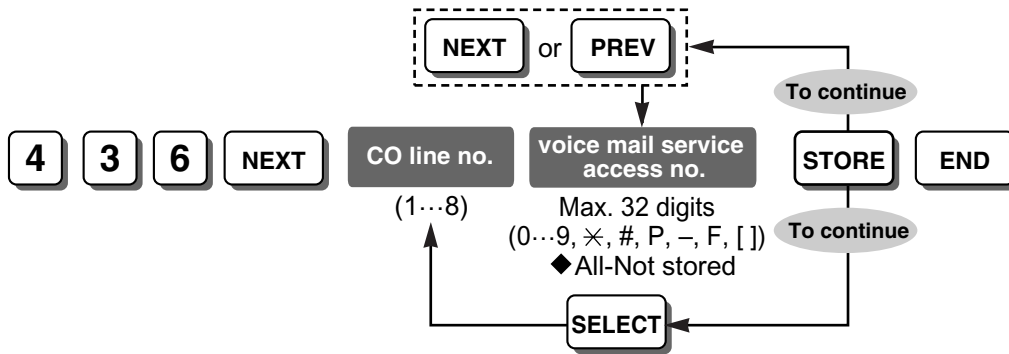 NEXT or PREV
To continue
4 3 6 NEXT CO line no. voice mail service access no. STORE END
(1···8)
Max. 32 digits
(0···9, ✳, #, P, –, F, [ ])
◆All-Not stored
To continue
SELECT